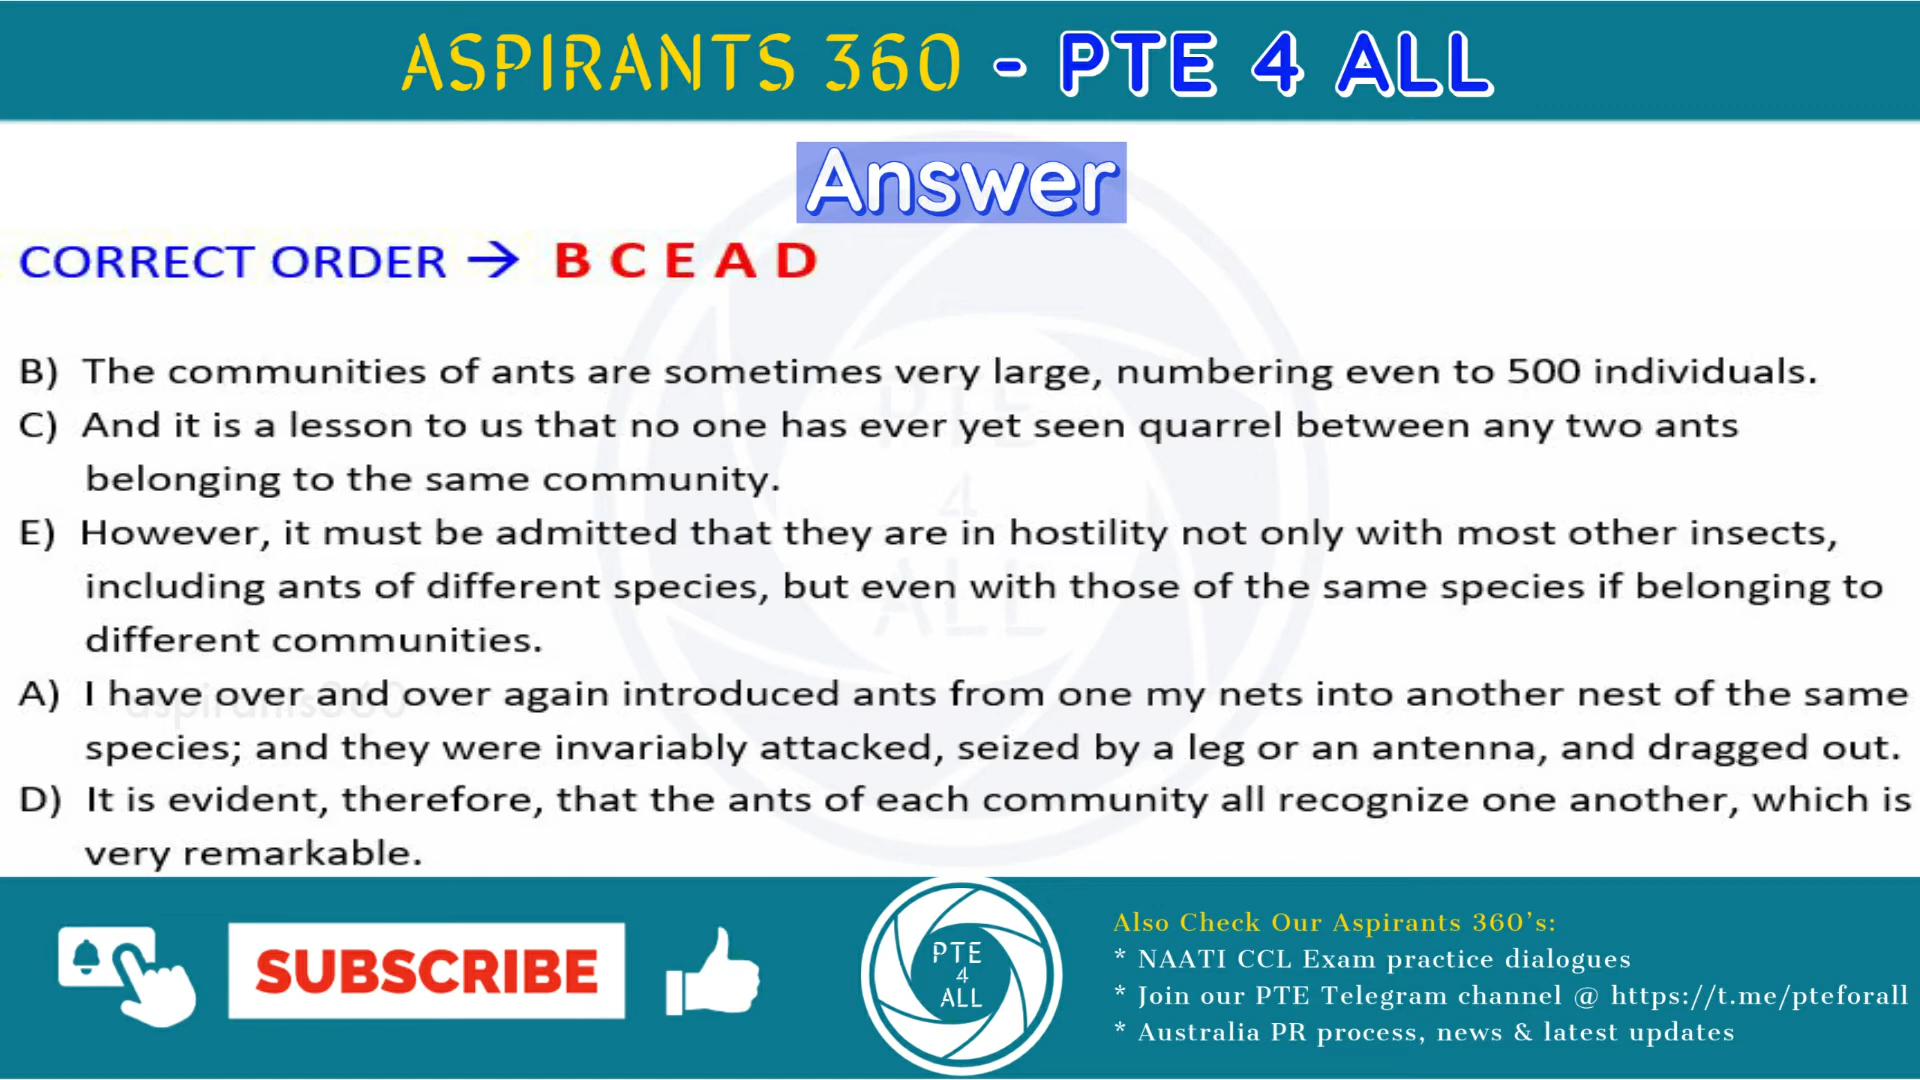 ASPIRANTS 360 - PTE 4 ALL
Answer
CORRECT ORDER → B C E A D
B) The communities of ants are sometimes very large, numbering even to 500 individuals.
C) And it is a lesson to us that no one has ever yet seen quarrel between any two ants
belonging to the same community.
E) However, it must be admitted that they are in hostility not only with most other insects,
including ants of different species, but even with those of the same species if belonging to
different communities.
A) I have over and over again introduced ants from one my nets into another nest of the same
species; and they were invariably attacked, seized by a leg or an antenna, and dragged out.
D) It is evident, therefore, that the ants of each community all recognize one another, which is
very remarkable.
PTE
4
ALL
aspirants360
SUBSCRIBE
PTE
4
ALL
Also Check Our Aspirants 360's:
* NAATI CCL Exam practice dialogues
* Join our PTE Telegram channel @ https://t.me/pteforall
* Australia PR process, news & latest updates